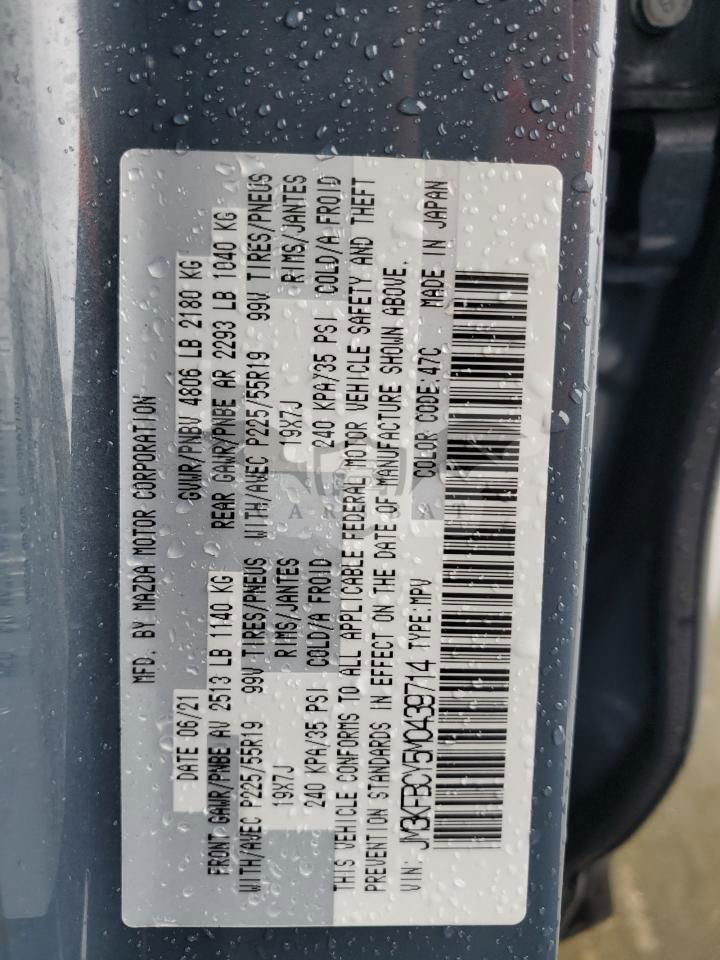 MFD. BY MAZDA MOTOR CORPORATION
DATE 06/21 GVWR/PNBV 4806 LB 2180 KG
FRONT GAWR/PNBE AV 2513 LB 1140 KG REAR GAWR/PNBE AR 2293 LB 1040 KG
WITH/AVEC P225/55R19 99V TIRES/PNEUS WITH/AVEC P225/55R19 99V TIRES/PNEUS
19X7J RIMS/JANTES 19X7J RIMS/JANTES
240 KPA/35 PSI COLD/A FROID 240 KPA/35 PSI COLD/A FROID
THIS VEHICLE CONFORMS TO ALL APPLICABLE FEDERAL MOTOR VEHICLE SAFETY AND THEFT
PREVENTION STANDARDS IN EFFECT ON THE DATE OF MANUFACTURE SHOWN ABOVE.
VIN: JM3KFBCY5M0439714 TYPE:MPV COLOR CODE:47C MADE IN JAPAN